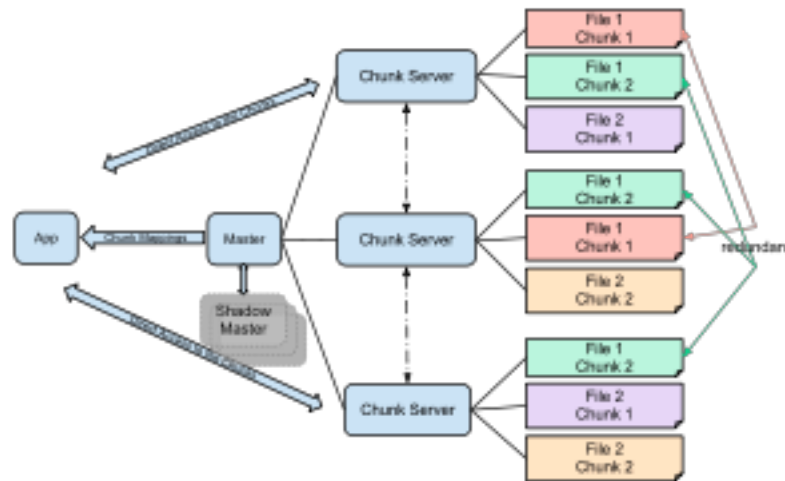 File 1
Chunk 1
Chunk Server
File 1
Chunk 2
File 2
Chunk 1
File 1
Chunk 2
App
Chunk Mappings
Master
Chunk Server
File 1
Chunk 1
redundant
File 2
Chunk 2
Shadow
Master
File 1
Chunk 2
Chunk Server
File 2
Chunk 1
File 2
Chunk 2